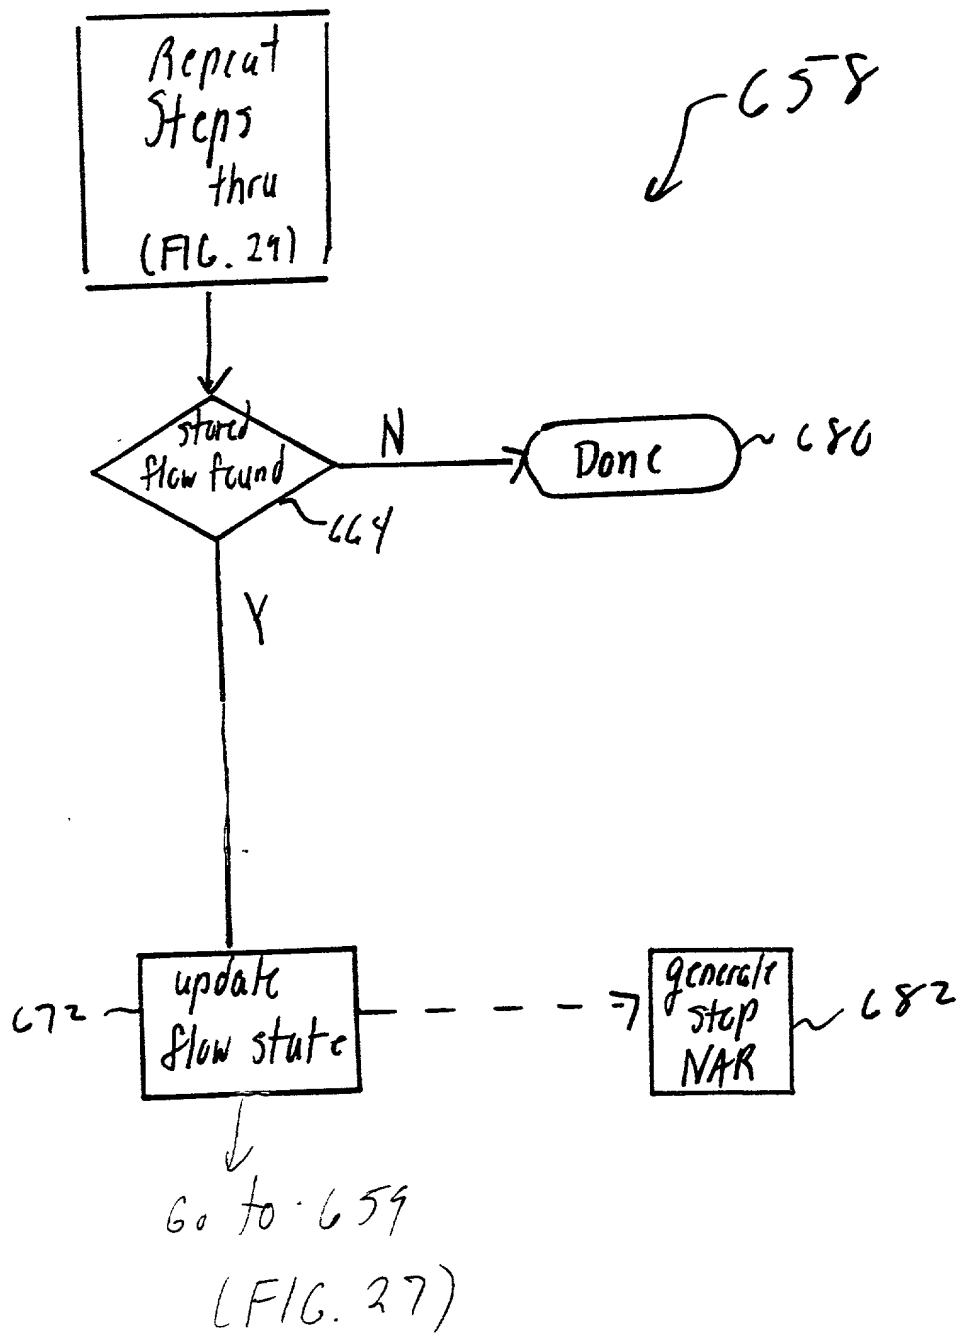 Repeat
Steps
thru
(FIG. 29)
658
stored
flow found
N
Done
680
664
Y
update
flow state
672
generate
stop
NAR
682
Go to 659
(FIG. 27)